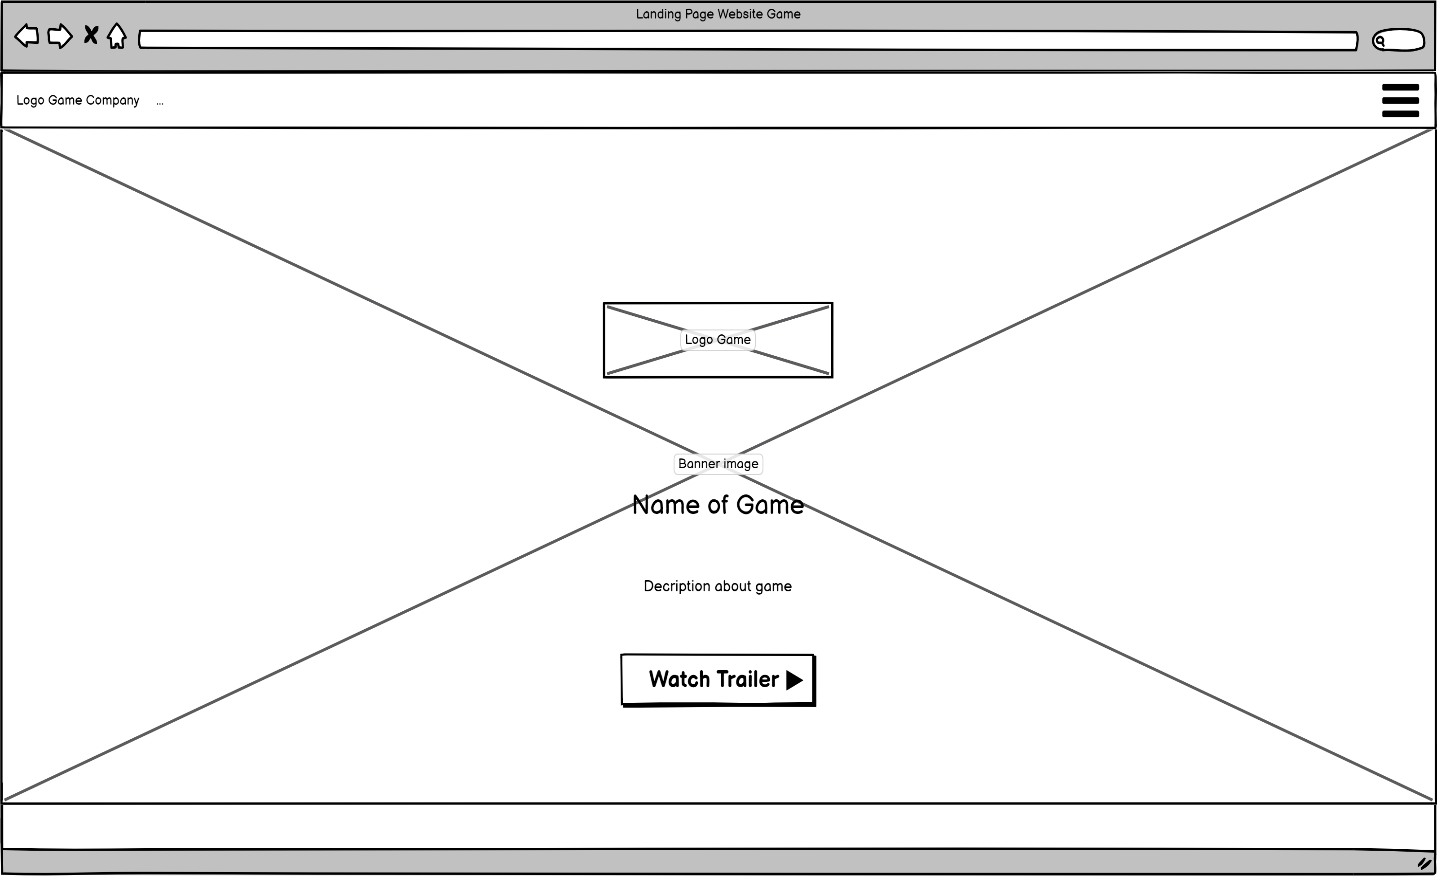 Landing Page Website Game
Logo Game Company ...
Logo Game
Banner image
Name of Game
Decription about game
Watch Trailer